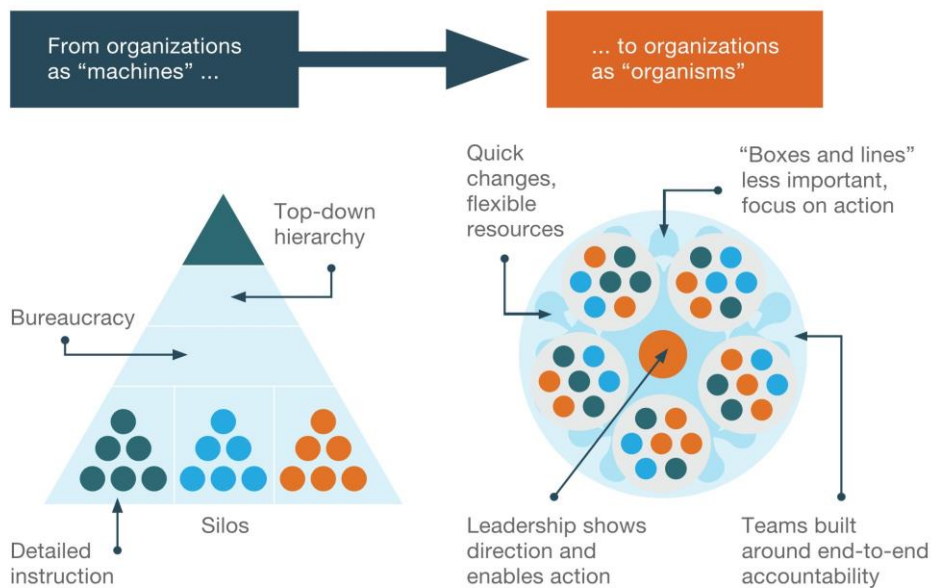 From organizations
as “machines” ...
... to organizations
as “organisms”
Top-down
hierarchy
Bureaucracy
Silos
Detailed
instruction
Quick
changes,
flexible
resources
“Boxes and lines”
less important,
focus on action
Leadership shows
direction and
enables action
Teams built
around end-to-end
accountability